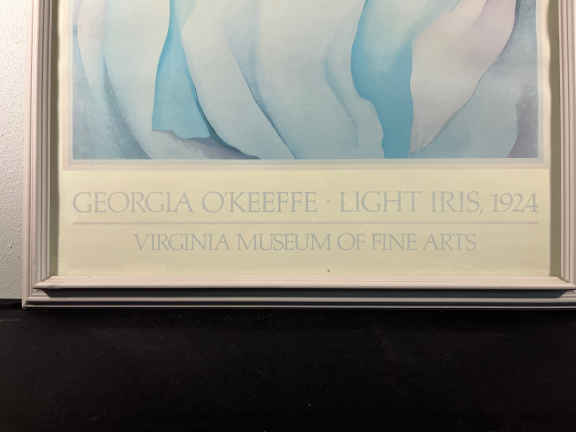 GEORGIA O'KEEFFE · LIGHT IRIS, 1924
VIRGINIA MUSEUM OF FINE ARTS